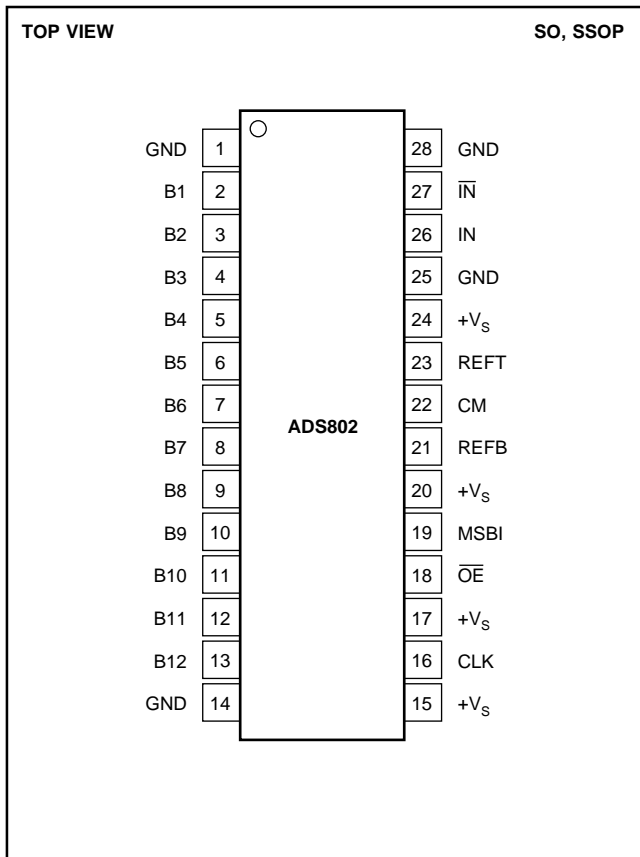 TOP VIEW SO, SSOP
GND 1 28 GND
B1 2 27 I̅N̅
B2 3 26 IN
B3 4 25 GND
B4 5 24 +VS
B5 6 23 REFT
B6 7 22 CM
ADS802
B7 8 21 REFB
B8 9 20 +VS
B9 10 19 MSBI
B10 11 18 O̅E̅
B11 12 17 +VS
B12 13 16 CLK
GND 14 15 +VS